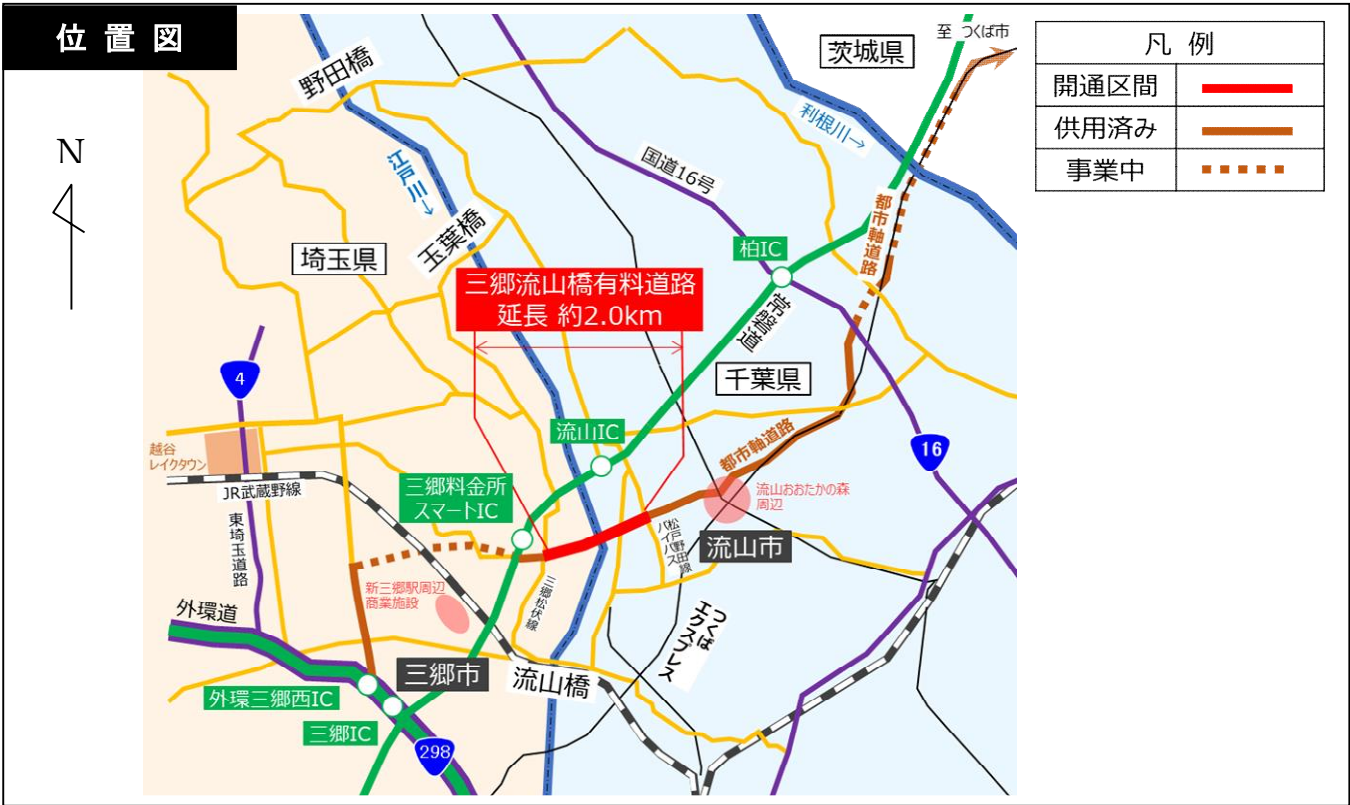 位置図
N
野田橋
茨城県
至 つくば市
凡 例
開通区間
供用済み
事業中
利根川→
江戸川→
国道16号
玉葉橋
埼玉県
都市軸道路
柏IC
三郷流山橋有料道路
延長 約2.0km
常磐道
千葉県
4
流山IC
都市軸道路
16
越谷
レイクタウン
JR武蔵野線
三郷料金所
スマートIC
流山おおたかの森
周辺
東埼玉道路
松戸野田線
バイパス
流山市
新三郷駅周辺
商業施設
三郷松伏線
外環道
つくば
エクスプレス
三郷市
流山橋
外環三郷西IC
三郷IC
298